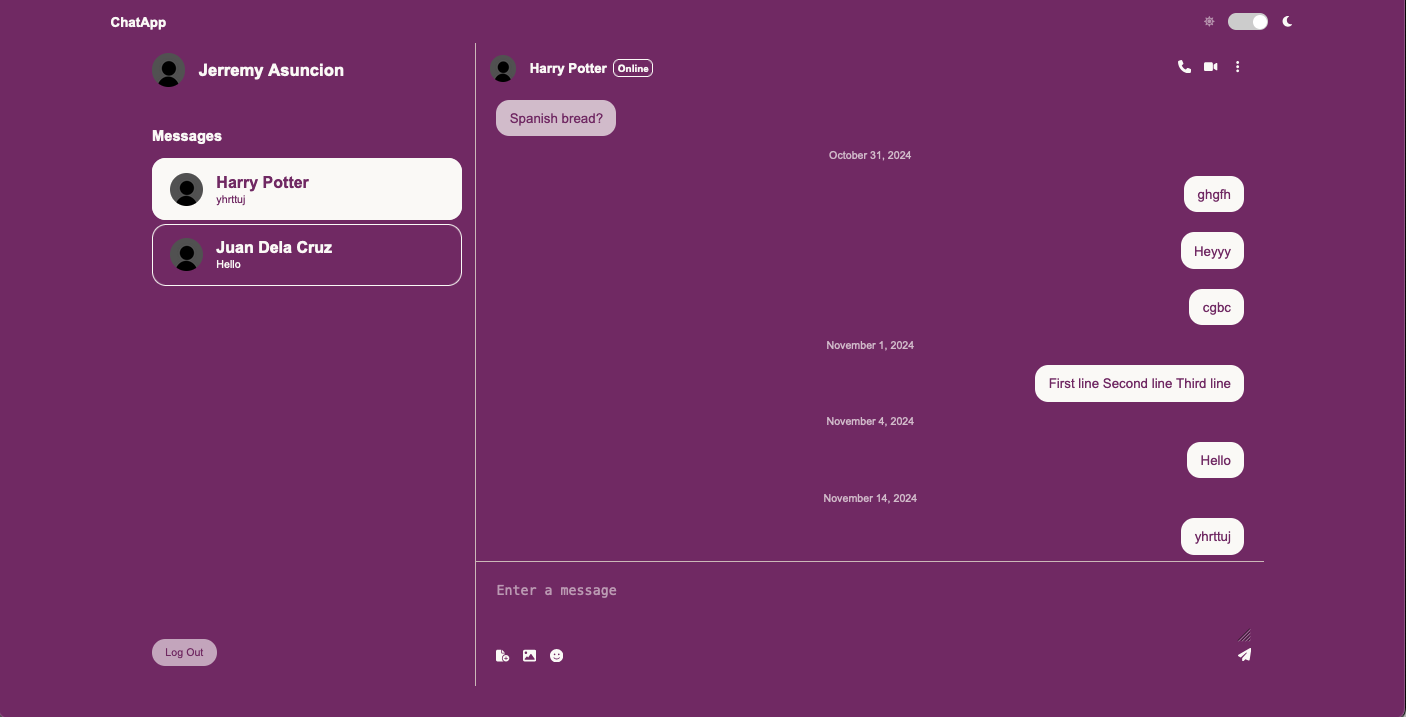 ChatApp
Jerremy Asuncion
Messages
Harry Potter
yhrttuj
Juan Dela Cruz
Hello
Log Out
Harry Potter Online
Spanish bread?
October 31, 2024
ghgfh
Heyyy
cgbc
November 1, 2024
First line Second line Third line
November 4, 2024
Hello
November 14, 2024
yhrttuj
Enter a message